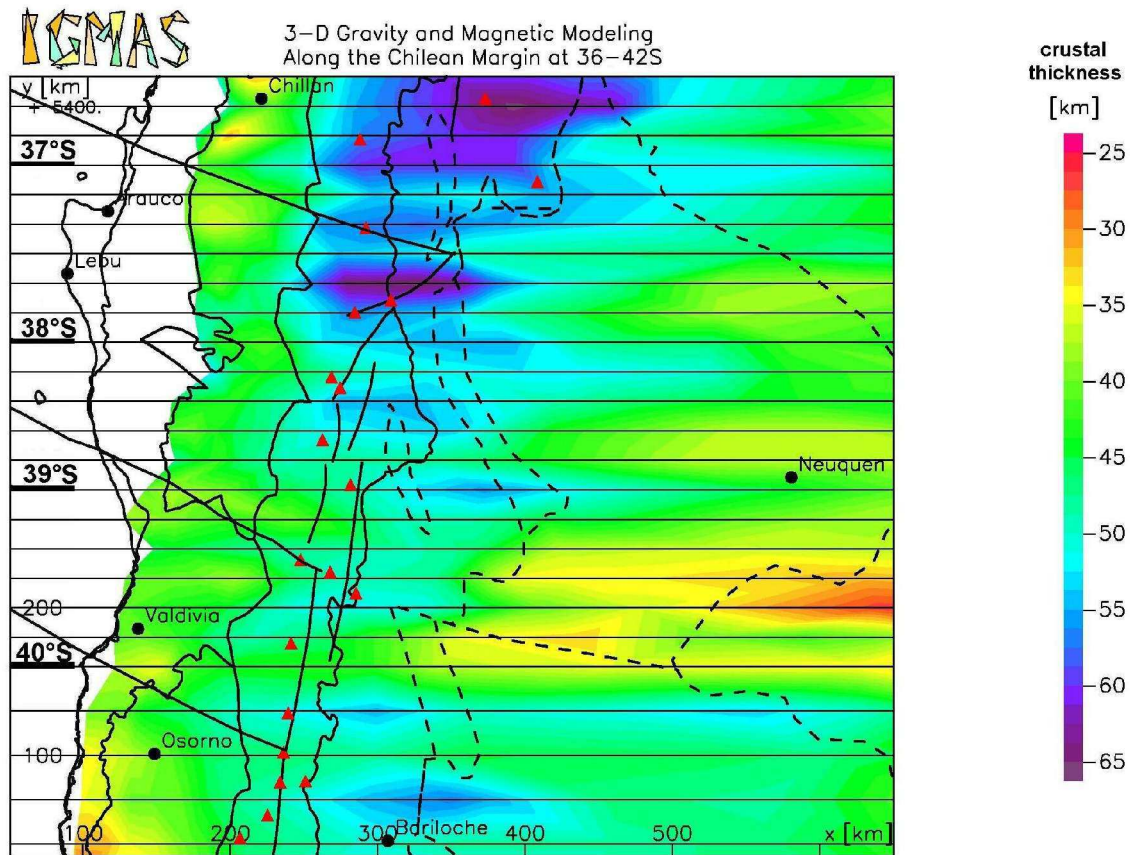 IGMAS
3-D Gravity and Magnetic Modeling
Along the Chilean Margin at 36-42S
crustal
thickness
[km]
y [km]
+ 5400.
Chillan
25
37°S
Arauco
30
Lebu
35
38°S
40
45
39°S
Neuquen
50
200
Valdivia
55
40°S
60
Osorno
100
65
100
200
300
Bariloche
400
500
x [km]